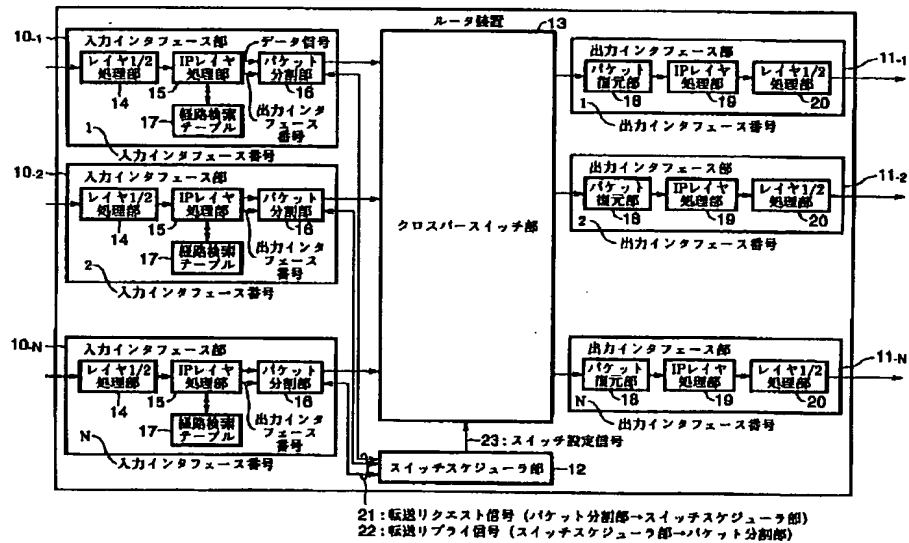 ルータ装置
13
10-1
入力インタフェース部
データ信号
レイヤ1/2
処理部
14
IPレイヤ
処理部
15
パケット
分割部
16
17
経路検索
テーブル
出力インタ
フェース
番号
1
入力インタフェース番号
10-2
入力インタフェース部
レイヤ1/2
処理部
14
IPレイヤ
処理部
15
パケット
分割部
16
17
経路検索
テーブル
出力インタ
フェース
番号
2
入力インタフェース番号
10-N
入力インタフェース部
レイヤ1/2
処理部
14
IPレイヤ
処理部
15
パケット
分割部
16
17
経路検索
テーブル
出力インタ
フェース
番号
N
入力インタフェース番号
クロスバースイッチ部
23:スイッチ設定信号
スイッチスケジューラ部
12
出力インタフェース部
11-1
パケット
復元部
18
IPレイヤ
処理部
19
レイヤ1/2
処理部
20
1
出力インタフェース番号
出力インタフェース部
11-2
パケット
復元部
18
IPレイヤ
処理部
19
レイヤ1/2
処理部
20
2
出力インタフェース番号
出力インタフェース部
11-N
パケット
復元部
18
IPレイヤ
処理部
19
レイヤ1/2
処理部
20
N
出力インタフェース番号
21:転送リクエスト信号(パケット分割部→スイッチスケジューラ部)
22:転送リプライ信号(スイッチスケジューラ部→パケット分割部)